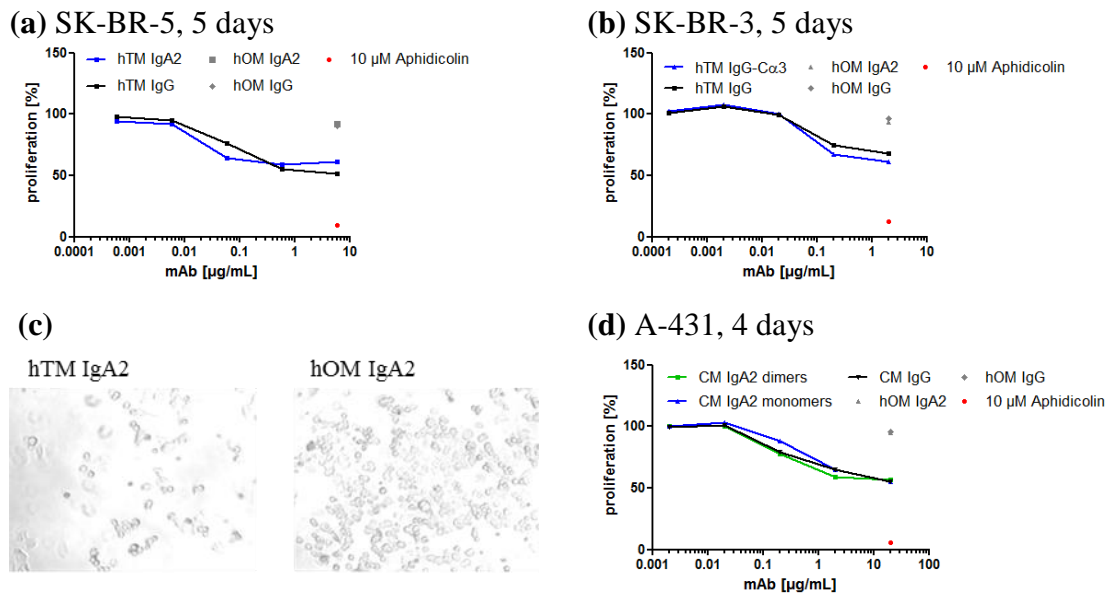 (a) SK-BR-5, 5 days
hTM IgA2 hOM IgA2 10 µM Aphidicolin
hTM IgG hOM IgG
150
100
50
0
proliferation [%]
0.0001 0.001 0.01 0.1 1 10
mAb [µg/mL]
(b) SK-BR-3, 5 days
hTM IgG-Cα3 hOM IgA2 10 µM Aphidicolin
hTM IgG hOM IgG
150
100
50
0
proliferation [%]
0.0001 0.001 0.01 0.1 1 10
mAb [µg/mL]
(c)
hTM IgA2 hOM IgA2
(d) A-431, 4 days
CM IgA2 dimers CM IgG hOM IgG
CM IgA2 monomers hOM IgA2 10 µM Aphidicolin
150
100
50
0
proliferation [%]
0.001 0.01 0.1 1 10 100
mAb [µg/mL]